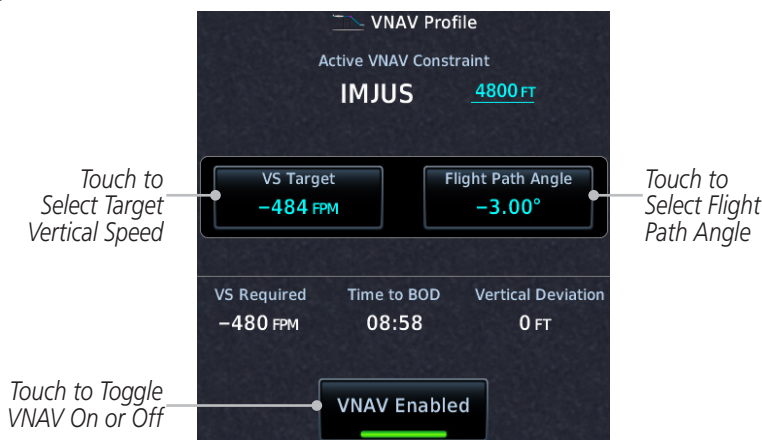 VNAV Profile
Active VNAV Constraint
IMJUS 4800 FT
Touch to
Select Target
Vertical Speed
VS Target
−484 FPM
Flight Path Angle
−3.00°
Touch to
Select Flight
Path Angle
VS Required Time to BOD Vertical Deviation
−480 FPM 08:58 0 FT
Touch to Toggle
VNAV On or Off
VNAV Enabled